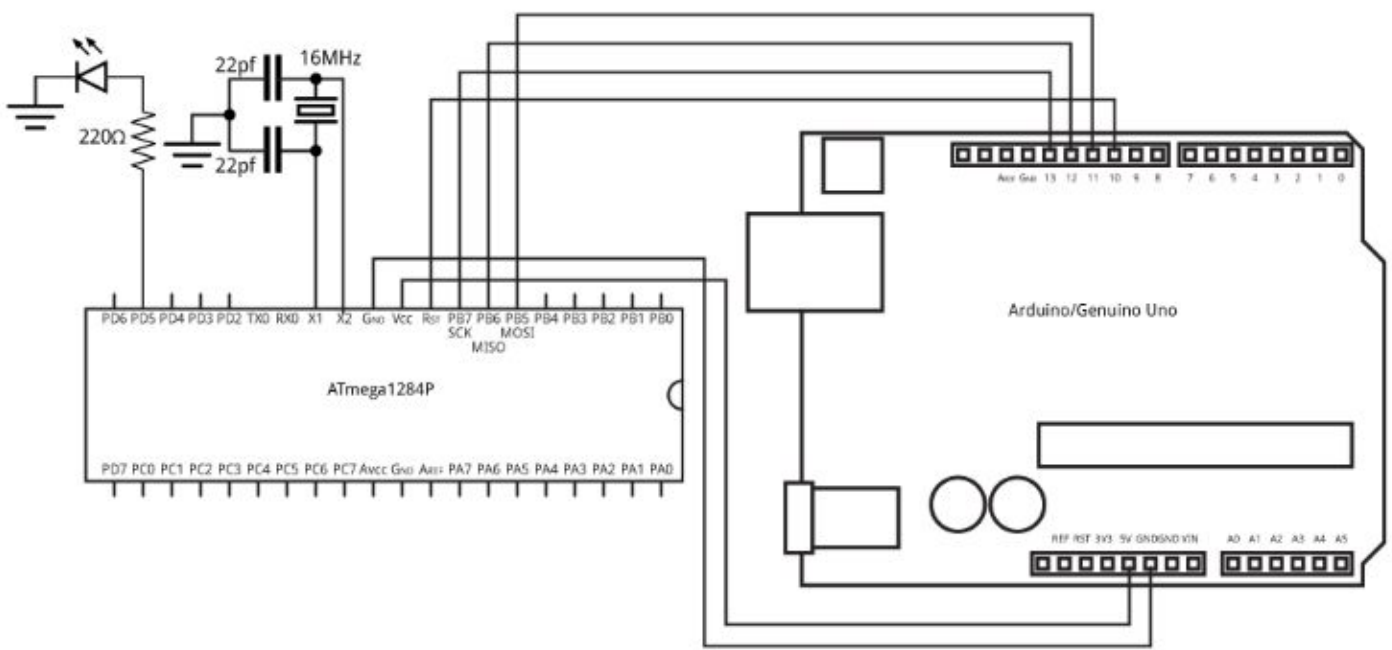 22pf
16MHz
220Ω
22pf
AREF GND 13 12 11 10 9 8
7 6 5 4 3 2 1 0
Arduino/Genuino Uno
PD6 PD5 PD4 PD3 PD2 TX0 RX0 X1 X2 GND Vcc RST PB7 PB6 PB5 PB4 PB3 PB2 PB1 PB0
SCK MOSI
MISO
ATmega1284P
PD7 PC0 PC1 PC2 PC3 PC4 PC5 PC6 PC7 AVCC GND AREF PA7 PA6 PA5 PA4 PA3 PA2 PA1 PA0
REF RST 3V3 5V GND GND VIN
A0 A1 A2 A3 A4 A5